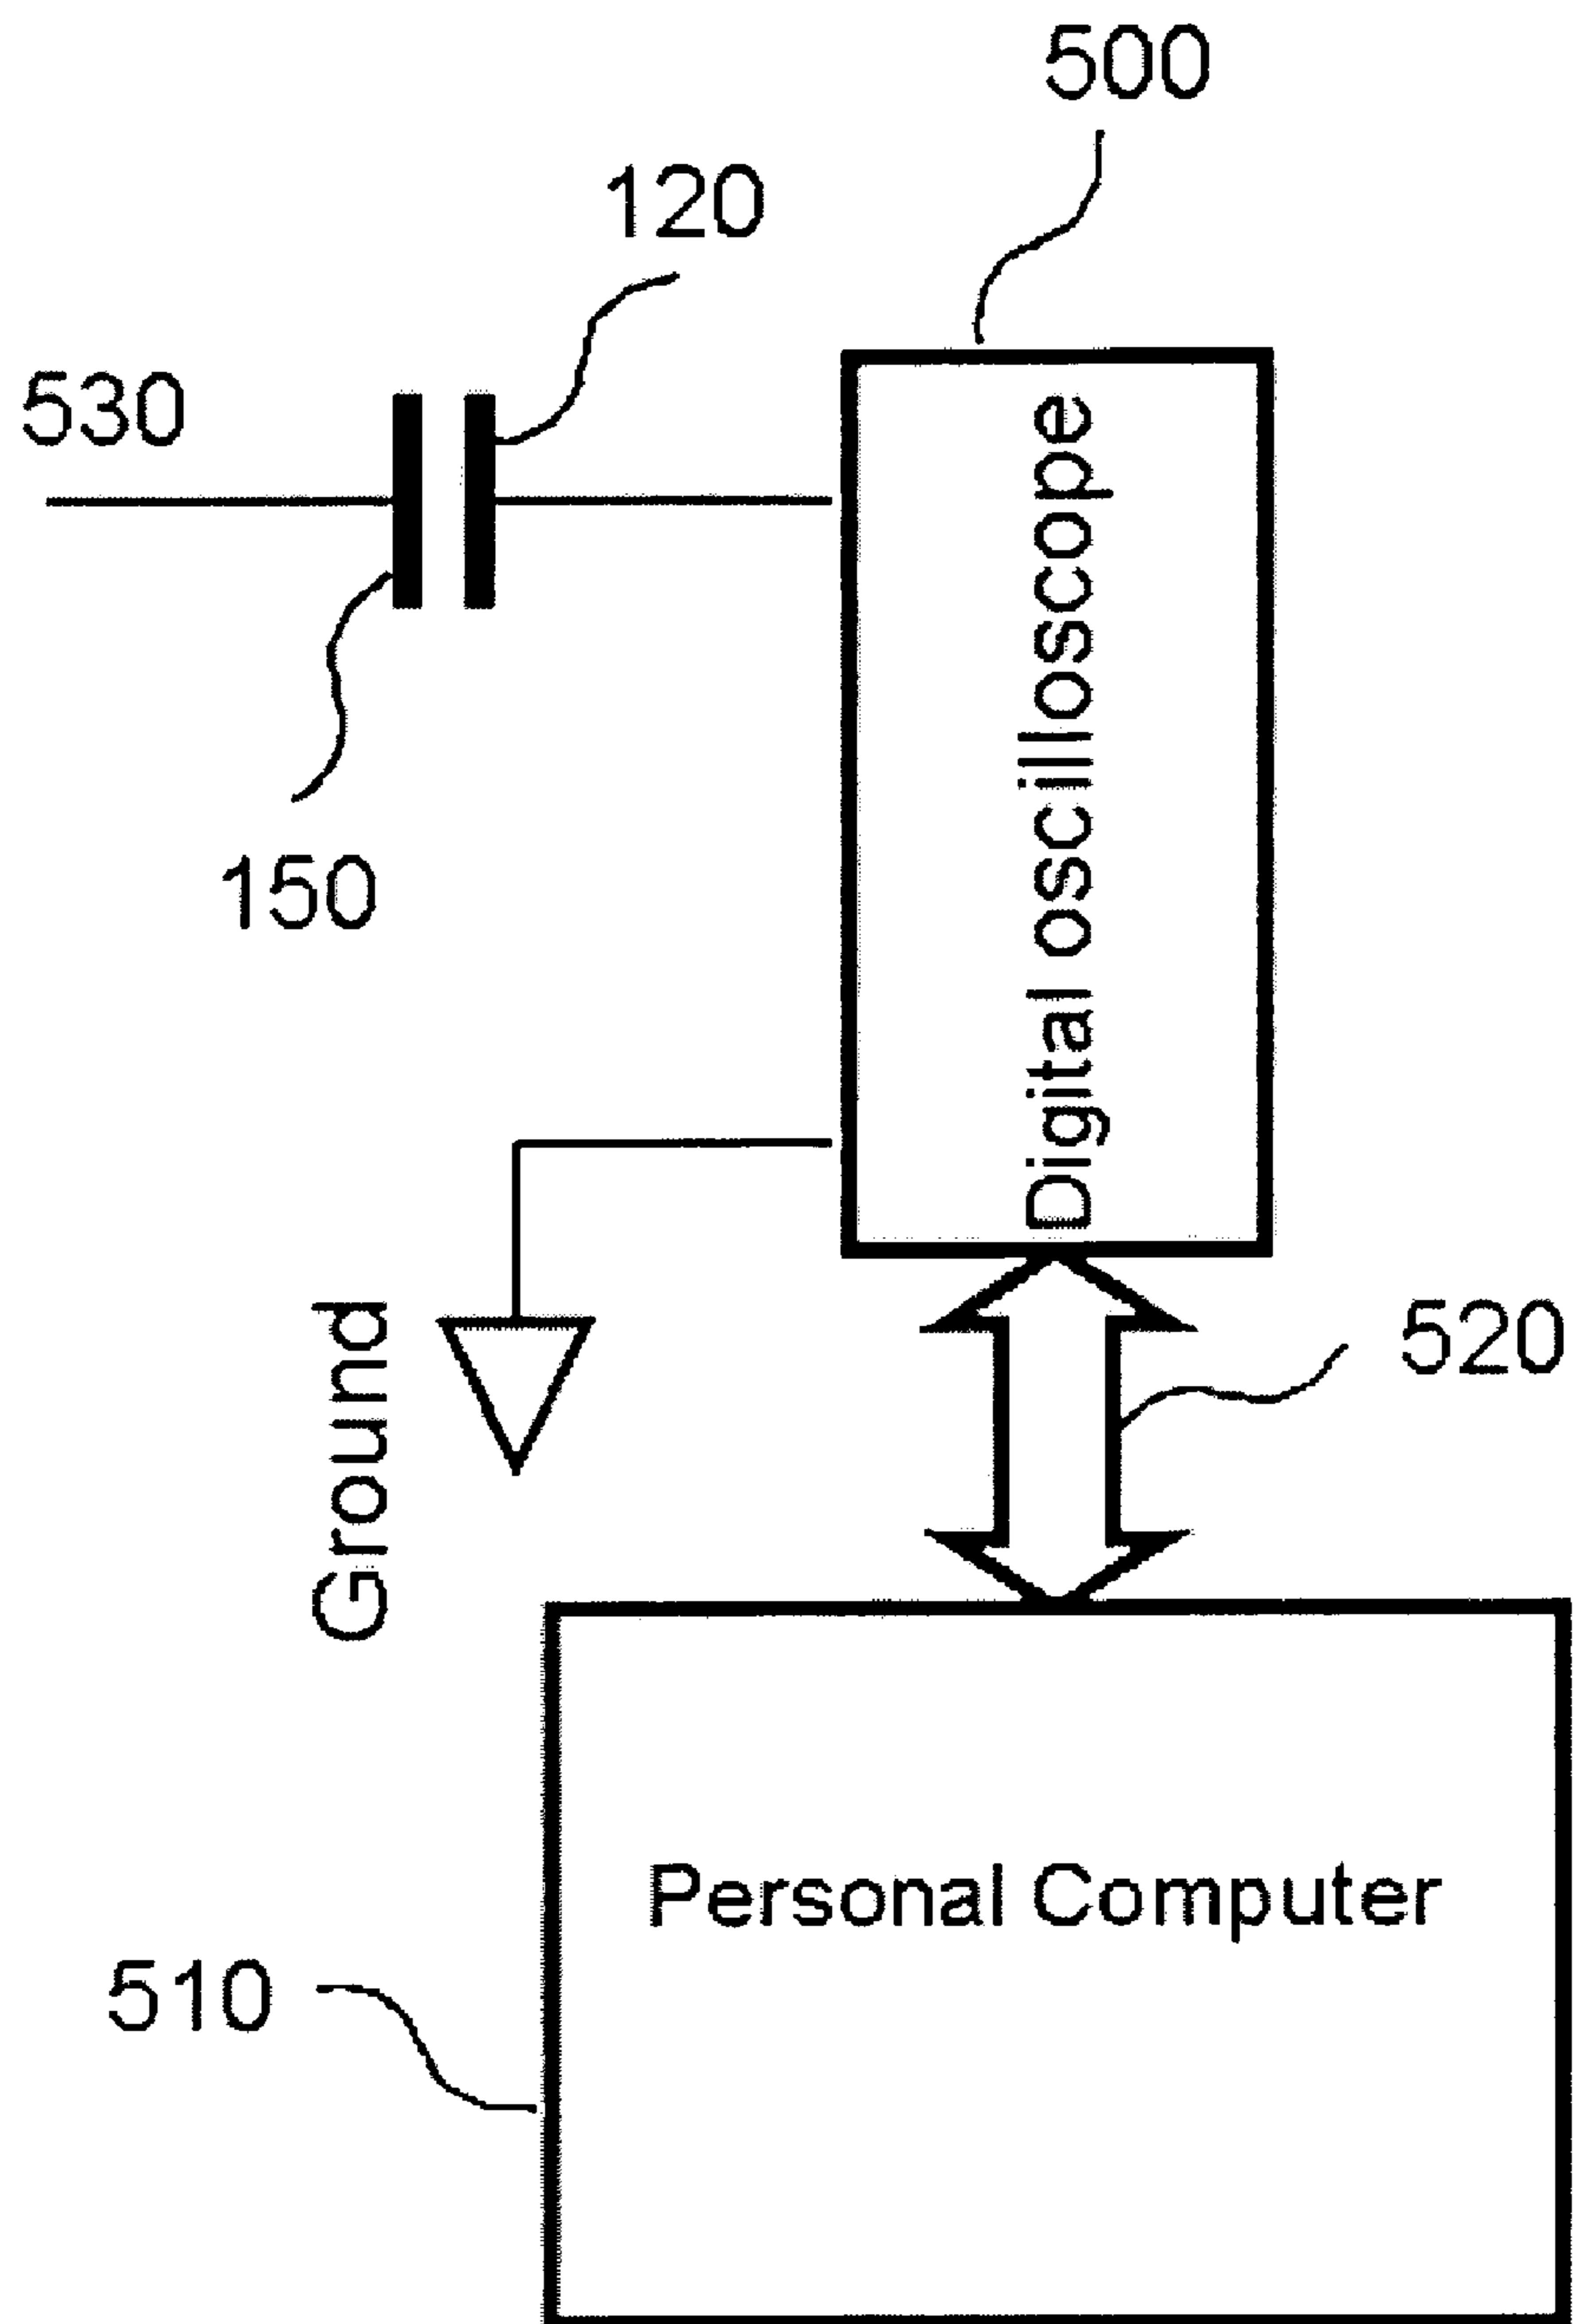 500
120
530
Digital oscilloscope
150
Ground
520
Personal Computer
510